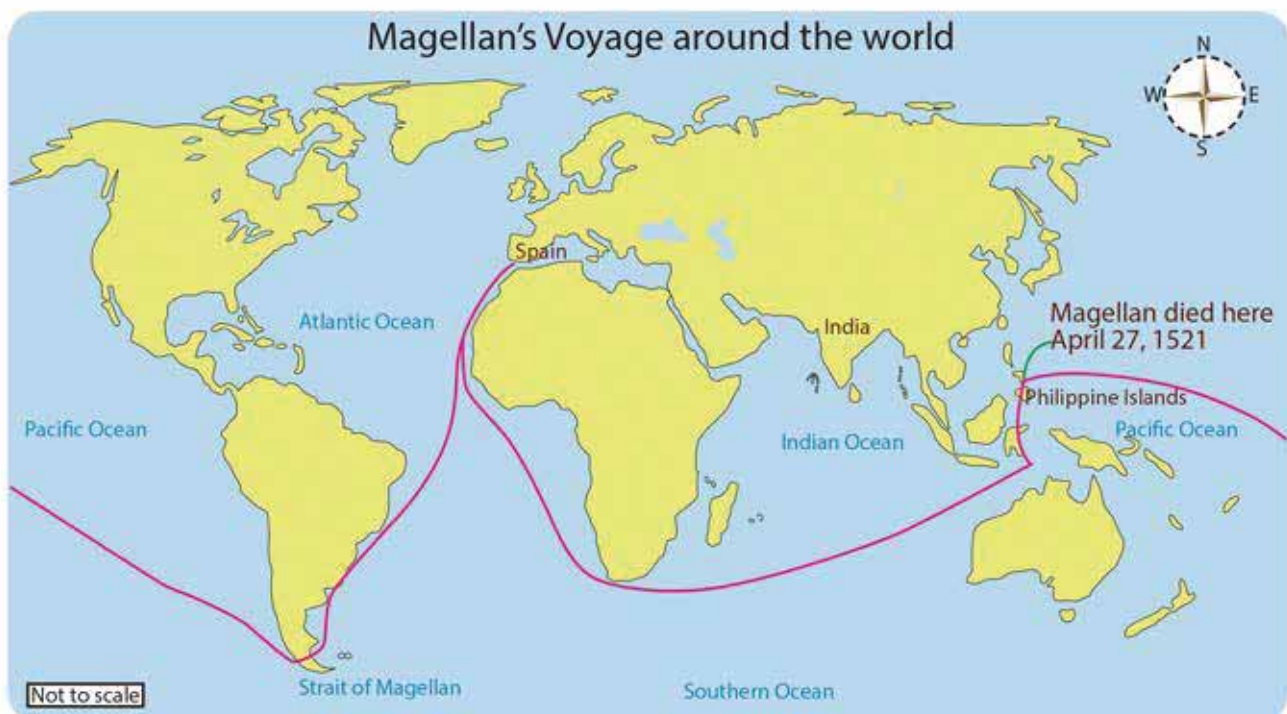 Magellan's Voyage around the world
N
W E
S
Spain
Atlantic Ocean
India
Magellan died here
April 27, 1521
Philippine Islands
Pacific Ocean
Indian Ocean
Pacific Ocean
Not to scale
Strait of Magellan
Southern Ocean